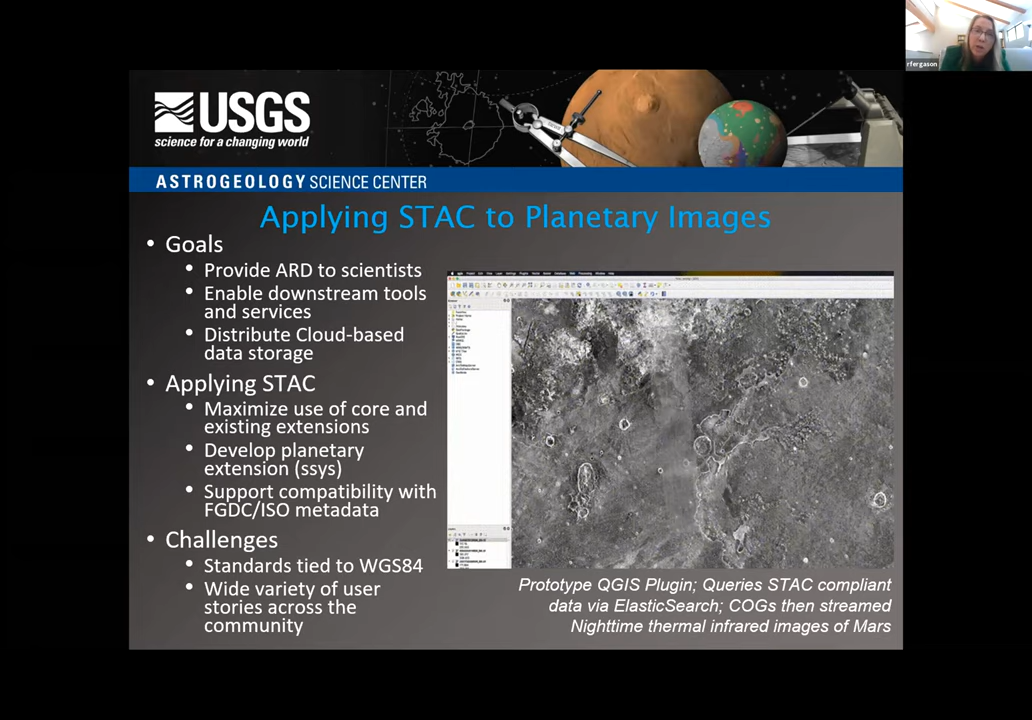 rfergason
USGS
science for a changing world
ASTROGEOLOGY SCIENCE CENTER
Applying STAC to Planetary Images
• Goals
• Provide ARD to scientists
• Enable downstream tools
and services
• Distribute Cloud-based
data storage
• Applying STAC
• Maximize use of core and
existing extensions
• Develop planetary
extension (ssys)
• Support compatibility with
FGDC/ISO metadata
• Challenges
• Standards tied to WGS84
• Wide variety of user
stories across the
community
Prototype QGIS Plugin; Queries STAC compliant
data via ElasticSearch; COGs then streamed
Nighttime thermal infrared images of Mars